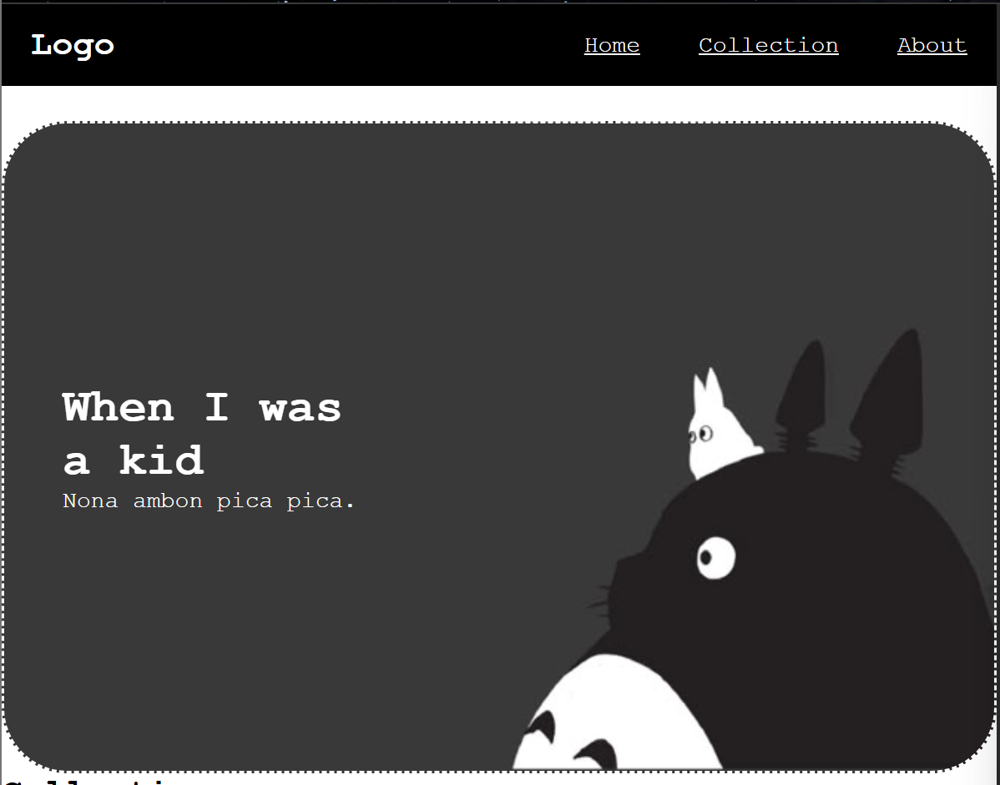 Logo
Home Collection About
When I was
a kid
Nona ambon pica pica.